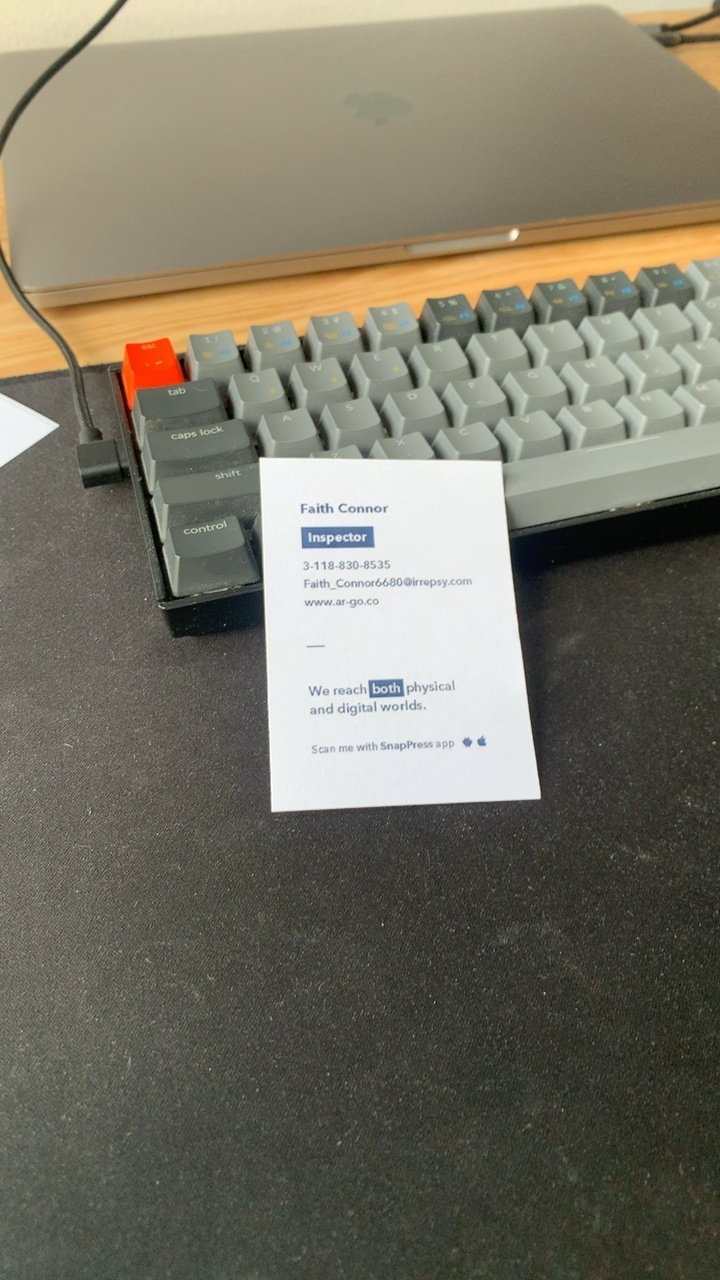 esc
tab
caps lock
shift
control
Q
W
E
R
T
Y
A
S
D
F
G
X
C
V
B
N
Faith Connor
Inspector
3-118-830-8535
Faith_Connor6680@irrepsy.com
www.ar-go.co
We reach both physical
and digital worlds.
Scan me with SnapPress app